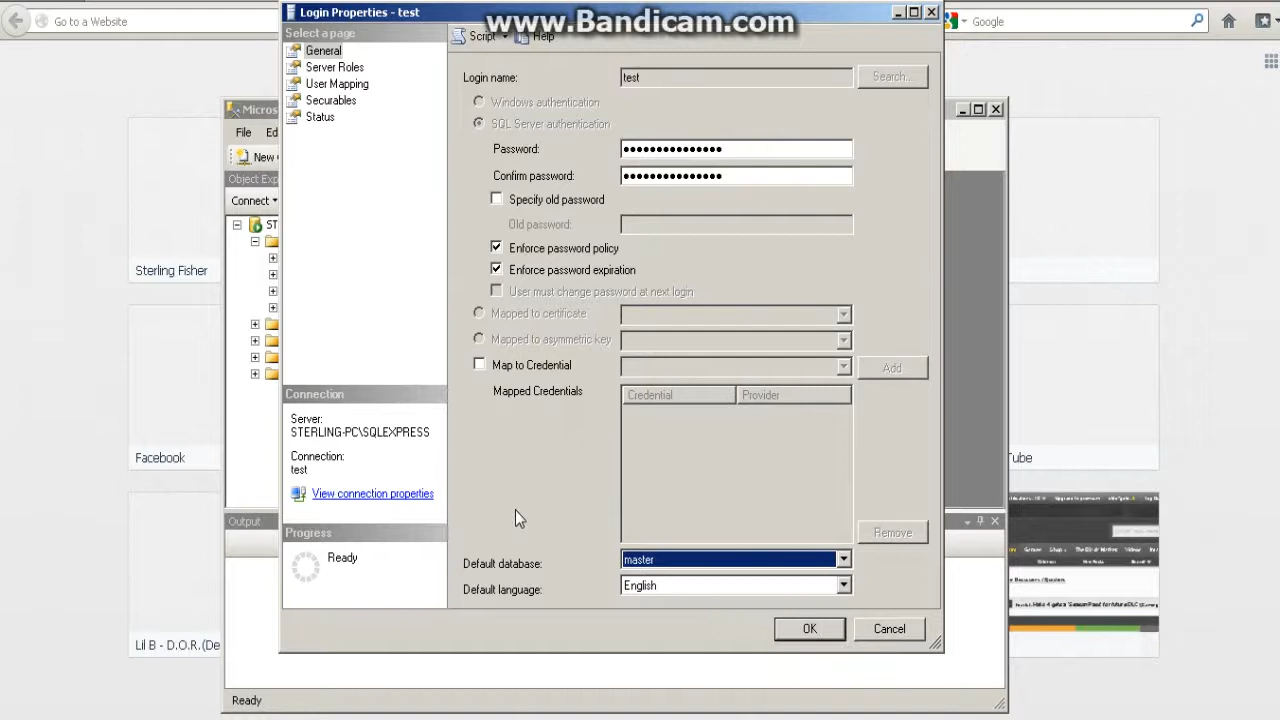 www.Bandicam.com
Go to a Website
Google
Login Properties - test
Select a page
General
Server Roles
User Mapping
Securables
Status
Script
Help
Login name:
test
Search...
Windows authentication
SQL Server authentication
Password:
●●●●●●●●●●●●●●●
Confirm password:
●●●●●●●●●●●●●●●
Specify old password
Old password:
Enforce password policy
Enforce password expiration
User must change password at next login
Mapped to certificate
Mapped to asymmetric key
Map to Credential
Add
Mapped Credentials
Credential
Provider
Remove
Default database:
master
Default language:
English
OK
Cancel
Connection
Server:
STERLING-PC\SQLEXPRESS
Connection:
test
View connection properties
Progress
Ready
Micros
File
Ed
New
Object Exp
Connect
ST
Output
Ready
Sterling Fisher
Facebook
Tube
Lil B - D.O.R.(De